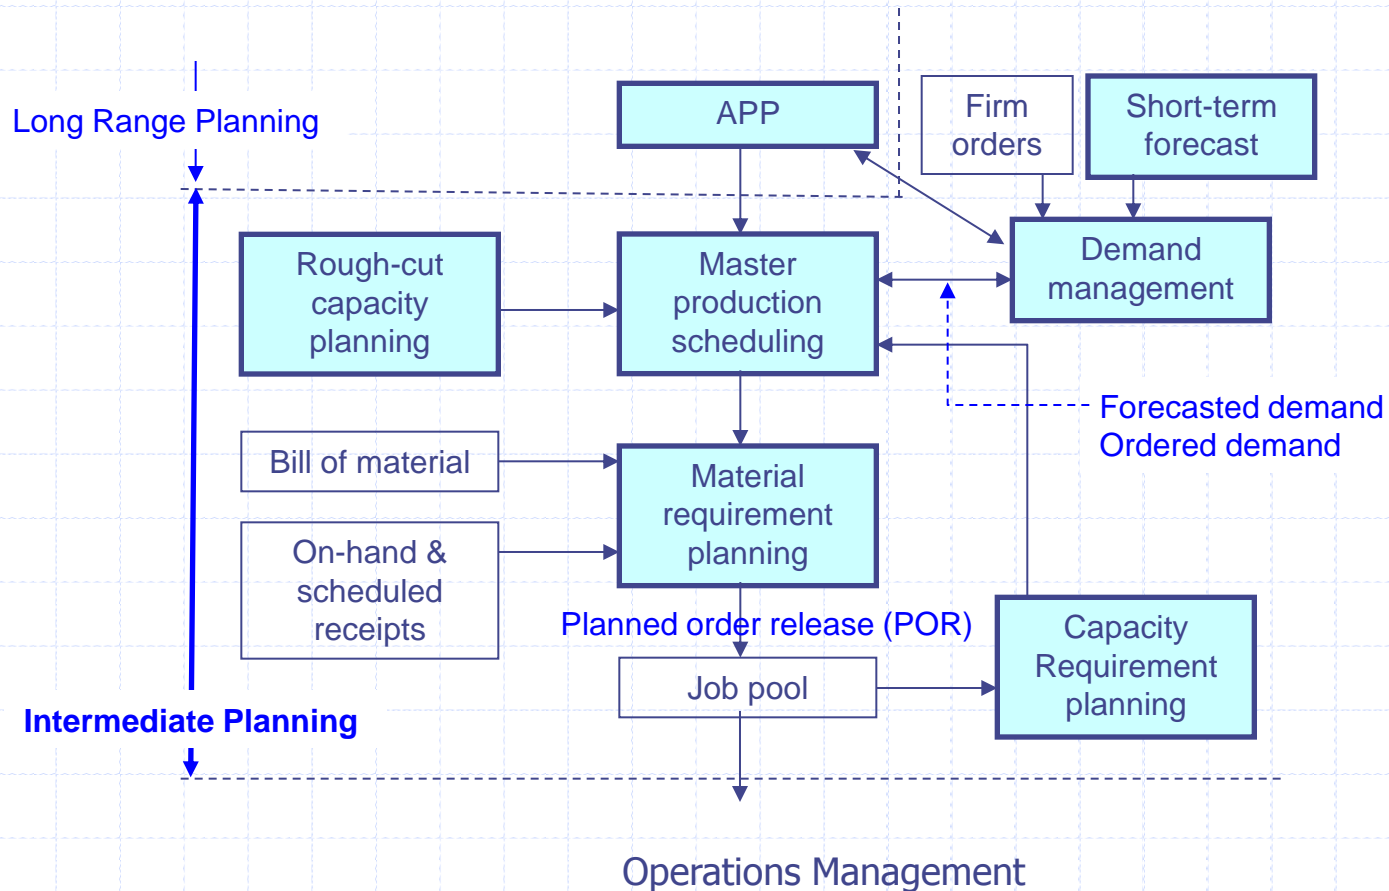 Long Range Planning
APP
Firm
orders
Short-term
forecast
Rough-cut
capacity
planning
Master
production
scheduling
Demand
management
Forecasted demand
Ordered demand
Bill of material
Material
requirement
planning
On-hand &
scheduled
receipts
Planned order release (POR)
Capacity
Requirement
planning
Job pool
Intermediate Planning
Operations Management